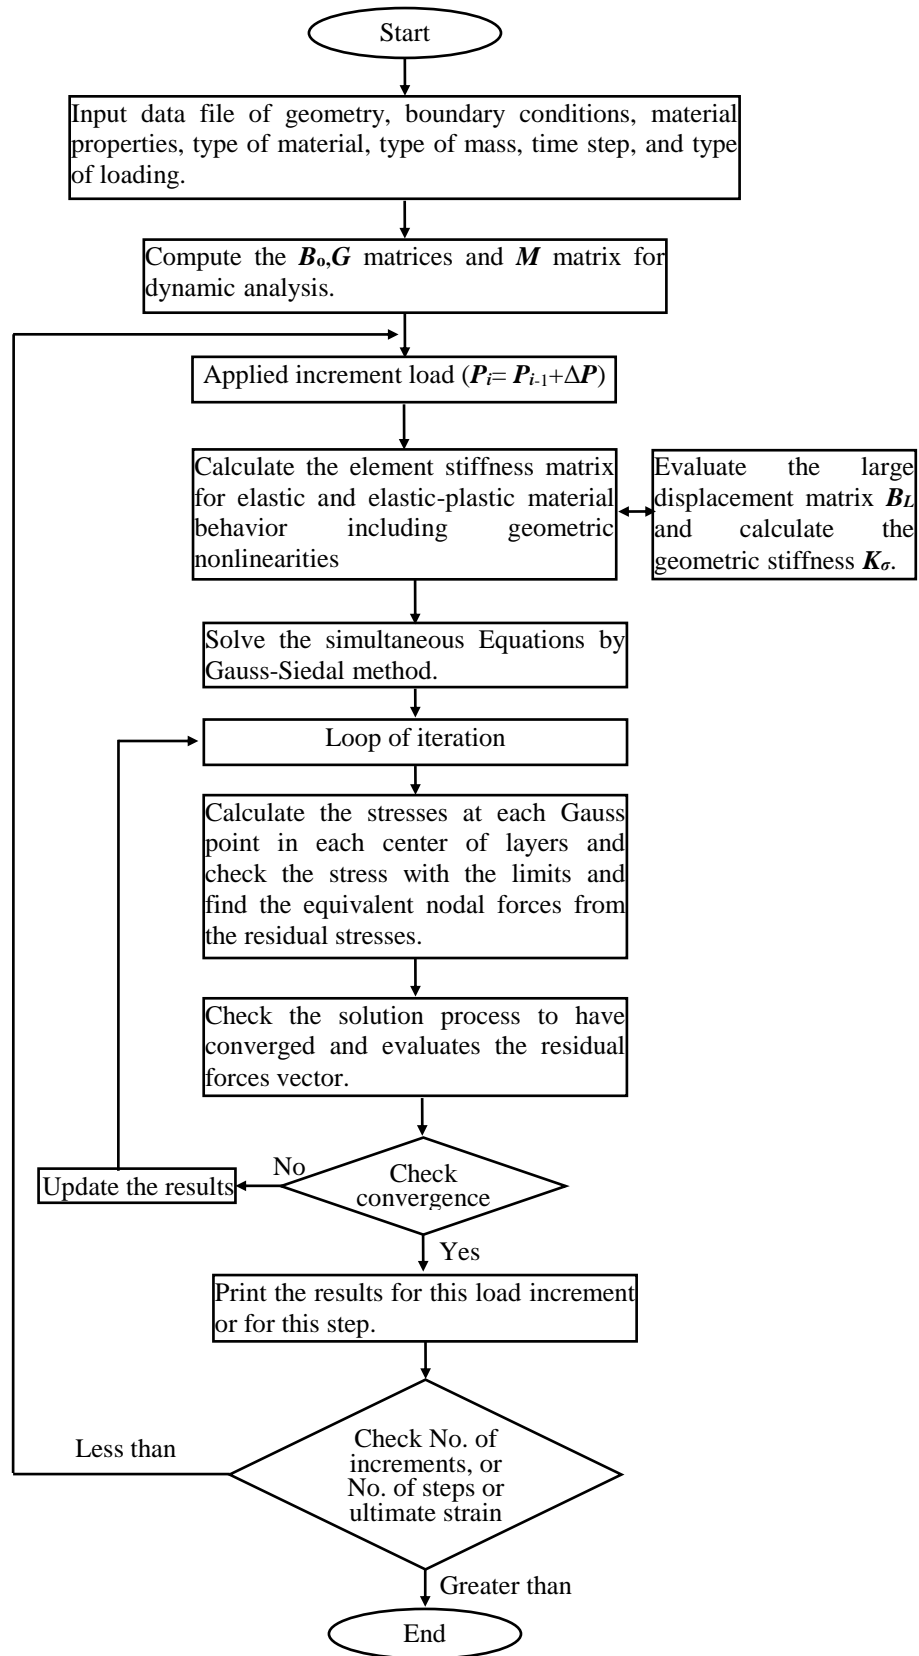 Start
Input data file of geometry, boundary conditions, material
properties, type of material, type of mass, time step, and type
of loading.
Compute the Bo,G matrices and M matrix for
dynamic analysis.
Applied increment load (Pi= Pi-1+ΔP)
Calculate the element stiffness matrix
for elastic and elastic-plastic material
behavior including geometric
nonlinearities
Evaluate the large
displacement matrix BL
and calculate the
geometric stiffness Kσ.
Solve the simultaneous Equations by
Gauss-Siedal method.
Loop of iteration
Calculate the stresses at each Gauss
point in each center of layers and
check the stress with the limits and
find the equivalent nodal forces from
the residual stresses.
Check the solution process to have
converged and evaluates the residual
forces vector.
No
Check
convergence
Update the results
Yes
Print the results for this load increment
or for this step.
Less than
Check No. of
increments, or
No. of steps or
ultimate strain
Greater than
End